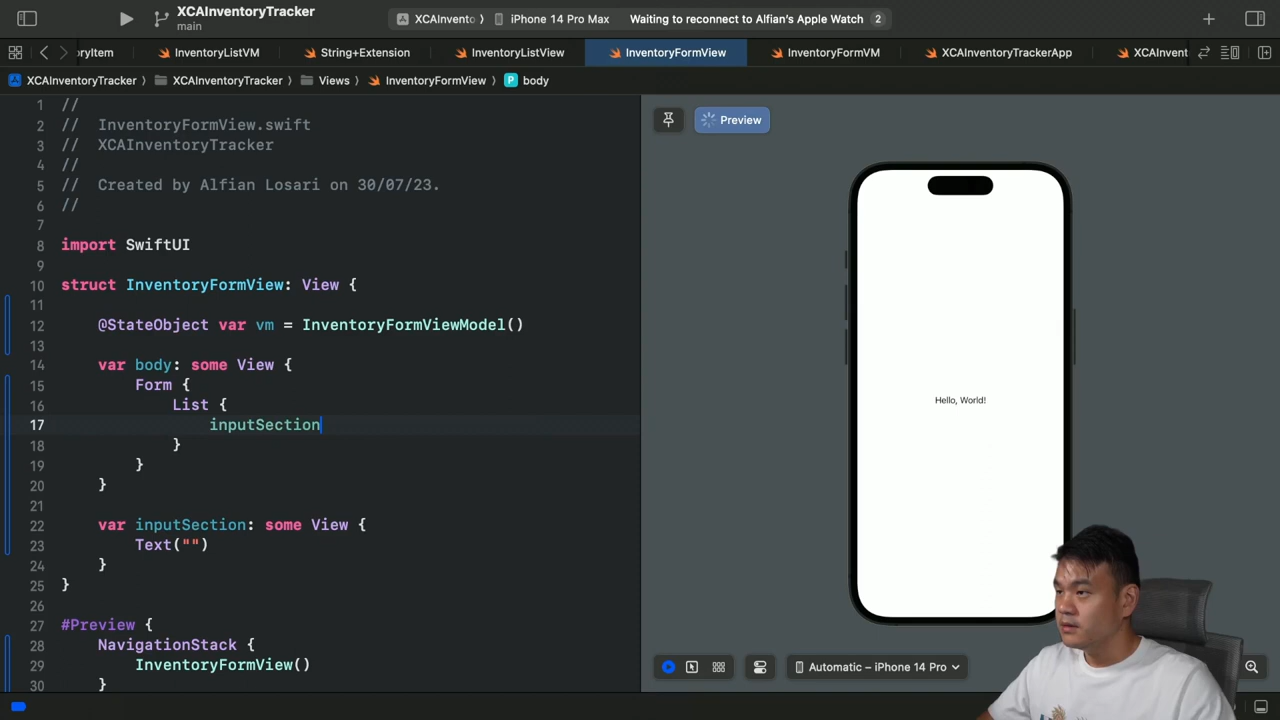 XCAInventoryTracker
main
XCAInvento 〉 iPhone 14 Pro Max
Waiting to reconnect to Alfian's Apple Watch 2
ryItem
InventoryListVM
String+Extension
InventoryListView
InventoryFormView
InventoryFormVM
XCAInventoryTrackerApp
XCAInvent
XCAInventoryTracker 〉 XCAInventoryTracker 〉 Views 〉 InventoryFormView 〉 P body
1 //
2 //  InventoryFormView.swift
3 //  XCAInventoryTracker
4 //
5 //  Created by Alfian Losari on 30/07/23.
6 //
7
8 import SwiftUI
9
10 struct InventoryFormView: View {
11
12     @StateObject var vm = InventoryFormViewModel()
13
14     var body: some View {
15         Form {
16             List {
17                 inputSection
18             }
19         }
20     }
21
22     var inputSection: some View {
23         Text("")
24     }
25 }
26
27 #Preview {
28     NavigationStack {
29         InventoryFormView()
30     }
Preview
Hello, World!
Automatic – iPhone 14 Pro